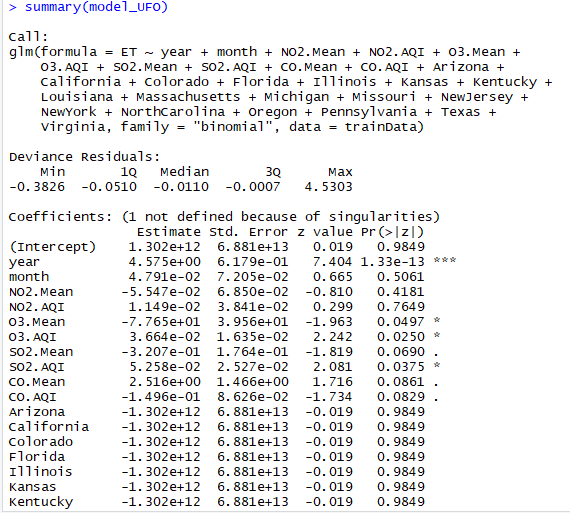 > summary(model_UFO)
Call:
glm(formula = ET ~ year + month + NO2.Mean + NO2.AQI + O3.Mean +
O3.AQI + SO2.Mean + SO2.AQI + CO.Mean + CO.AQI + Arizona +
California + Colorado + Florida + Illinois + Kansas + Kentucky +
Louisiana + Massachusetts + Michigan + Missouri + NewJersey +
NewYork + NorthCarolina + Oregon + Pennsylvania + Texas +
Virginia, family = "binomial", data = trainData)
Deviance Residuals:
Min 1Q Median 3Q Max
-0.3826 -0.0510 -0.0110 -0.0007 4.5303
Coefficients: (1 not defined because of singularities)
Estimate Std. Error z value Pr(>|z|)
(Intercept) 1.302e+12 6.881e+13 0.019 0.9849
year 4.575e+00 6.179e-01 7.404 1.33e-13 ***
month 4.791e-02 7.205e-02 0.665 0.5061
NO2.Mean -5.547e-02 6.850e-02 -0.810 0.4181
NO2.AQI 1.149e-02 3.841e-02 0.299 0.7649
O3.Mean -7.765e+01 3.956e+01 -1.963 0.0497 *
O3.AQI 3.664e-02 1.635e-02 2.242 0.0250 *
SO2.Mean -3.207e-01 1.764e-01 -1.819 0.0690 .
SO2.AQI 5.258e-02 2.527e-02 2.081 0.0375 *
CO.Mean 2.516e+00 1.466e+00 1.716 0.0861 .
CO.AQI -1.496e-01 8.626e-02 -1.734 0.0829 .
Arizona -1.302e+12 6.881e+13 -0.019 0.9849
California -1.302e+12 6.881e+13 -0.019 0.9849
Colorado -1.302e+12 6.881e+13 -0.019 0.9849
Florida -1.302e+12 6.881e+13 -0.019 0.9849
Illinois -1.302e+12 6.881e+13 -0.019 0.9849
Kansas -1.302e+12 6.881e+13 -0.019 0.9849
Kentucky -1.302e+12 6.881e+13 -0.019 0.9849